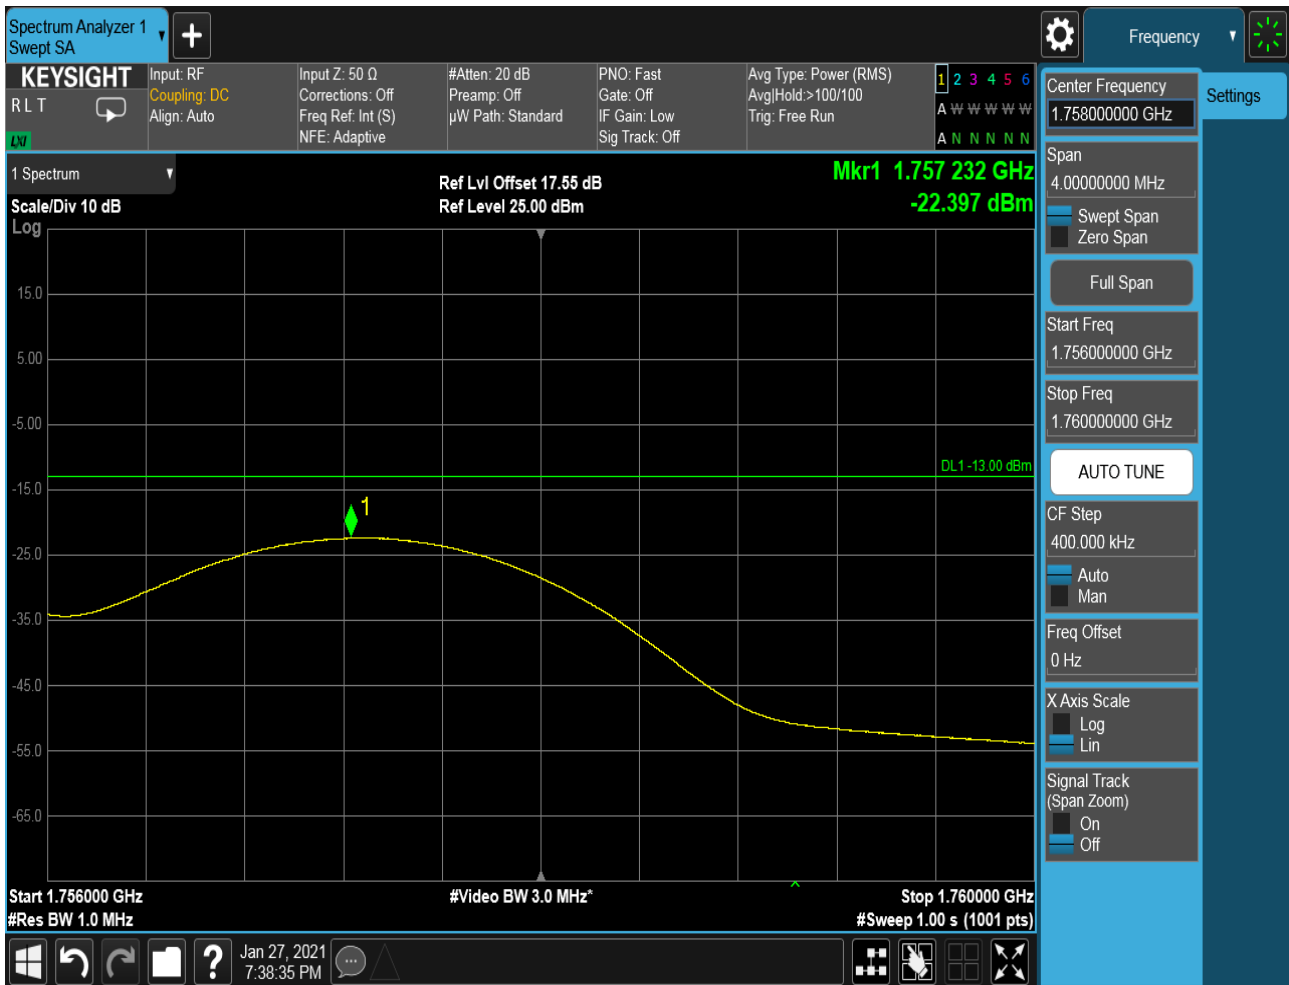 Spectrum Analyzer 1
Swept SA
Frequency
KEYSIGHT
R L T
LXI
Input: RF
Coupling: DC
Align: Auto
Input Z: 50 Ω
Corrections: Off
Freq Ref: Int (S)
NFE: Adaptive
#Atten: 20 dB
Preamp: Off
µW Path: Standard
PNO: Fast
Gate: Off
IF Gain: Low
Sig Track: Off
Avg Type: Power (RMS)
Avg|Hold:>100/100
Trig: Free Run
1 2 3 4 5 6
A W W W W W
A N N N N N
1 Spectrum
Scale/Div 10 dB
Log
Ref Lvl Offset 17.55 dB
Ref Level 25.00 dBm
Mkr1 1.757 232 GHz
-22.397 dBm
15.0
5.00
-5.00
-15.0
-25.0
-35.0
-45.0
-55.0
-65.0
DL1 -13.00 dBm
1
Start 1.756000 GHz
#Res BW 1.0 MHz
#Video BW 3.0 MHz*
Stop 1.760000 GHz
#Sweep 1.00 s (1001 pts)
Center Frequency
1.758000000 GHz
Settings
Span
4.00000000 MHz
Swept Span
Zero Span
Full Span
Start Freq
1.756000000 GHz
Stop Freq
1.760000000 GHz
AUTO TUNE
CF Step
400.000 kHz
Auto
Man
Freq Offset
0 Hz
X Axis Scale
Log
Lin
Signal Track
(Span Zoom)
On
Off
?
Jan 27, 2021
7:38:35 PM